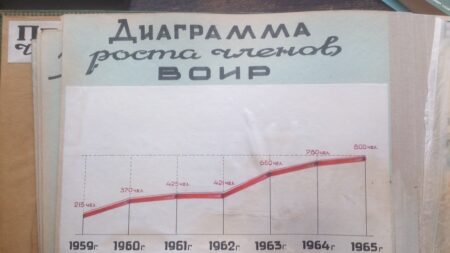 Диаграмма
роста членов
ВОИР
800 чел.
780 чел.
650 чел.
425 чел.
421 чел.
370 чел.
215 чел.
1959г. 1960г. 1961г. 1962г. 1963г. 1964г. 1965г.